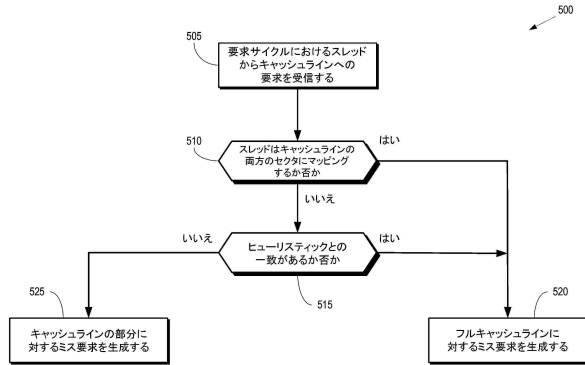 500
505
要求サイクルにおけるスレッド
からキャッシュラインへの
要求を受信する
510
スレッドはキャッシュラインの
両方のセクタにマッピング
するか否か
はい
いいえ
いいえ
ヒューリスティックとの
一致があるか否か
はい
515
525
キャッシュラインの部分に
対するミス要求を生成する
520
フルキャッシュラインに
対するミス要求を生成する